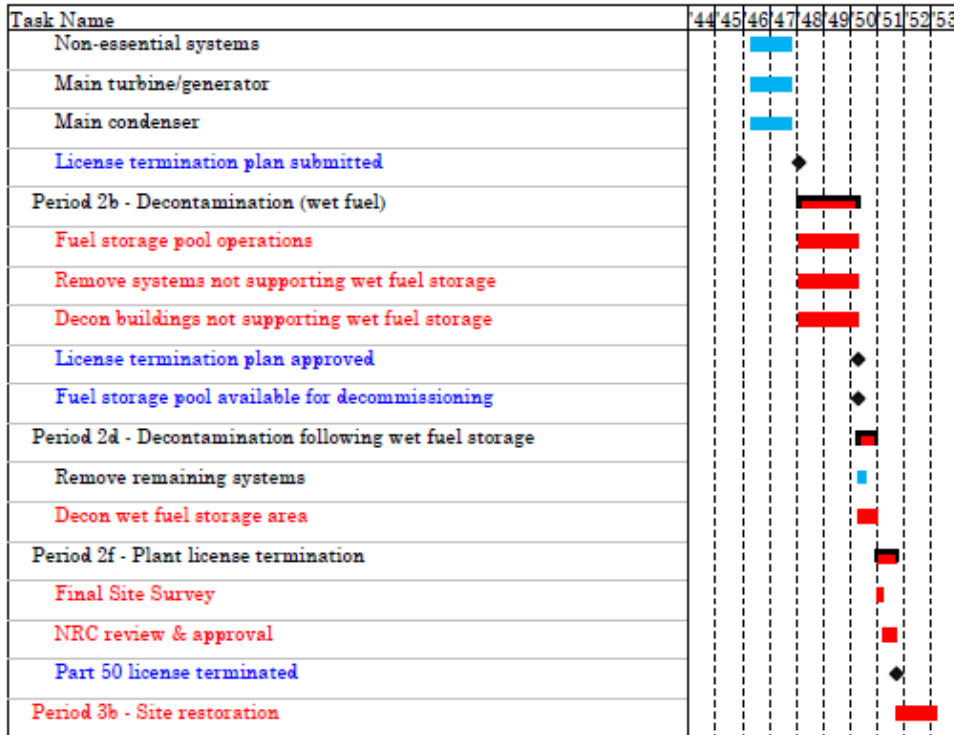 Task Name '44 '45 '46 '47 '48 '49 '50 '51 '52 '53
Non-essential systems
Main turbine/generator
Main condenser
License termination plan submitted
Period 2b - Decontamination (wet fuel)
Fuel storage pool operations
Remove systems not supporting wet fuel storage
Decon buildings not supporting wet fuel storage
License termination plan approved
Fuel storage pool available for decommissioning
Period 2d - Decontamination following wet fuel storage
Remove remaining systems
Decon wet fuel storage area
Period 2f - Plant license termination
Final Site Survey
NRC review & approval
Part 50 license terminated
Period 3b - Site restoration